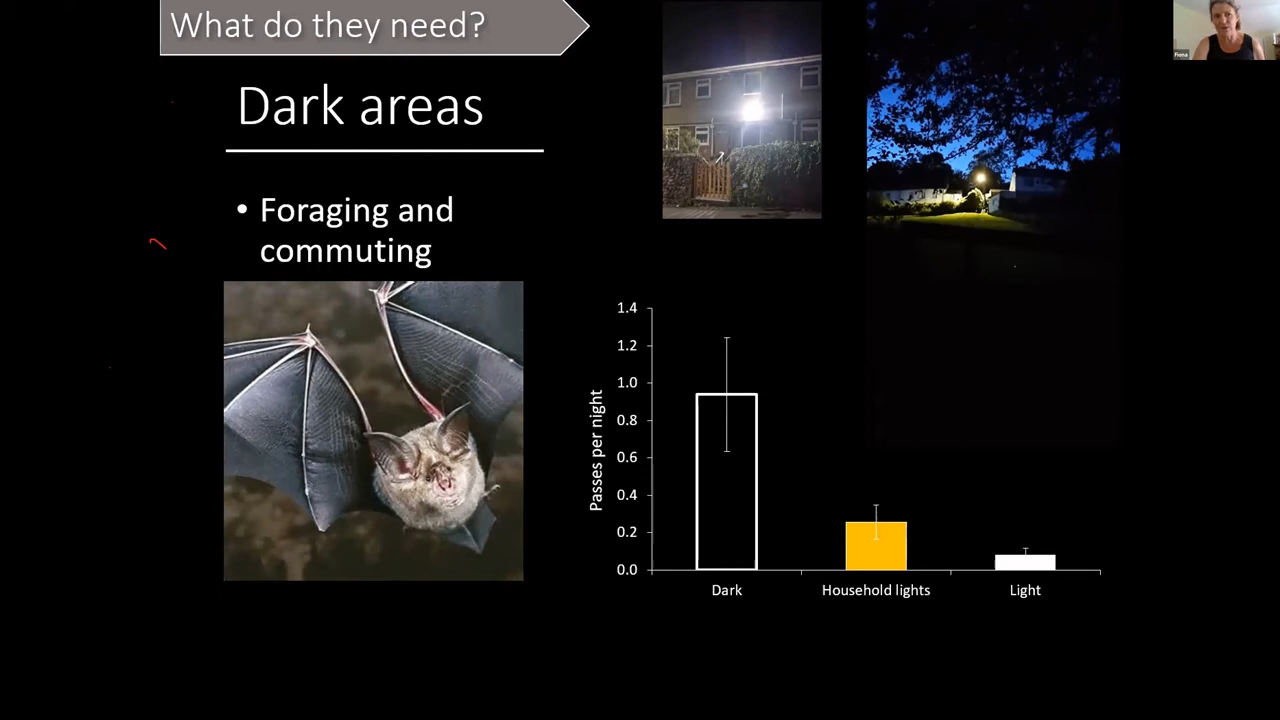 What do they need?
Dark areas
• Foraging and
commuting
Fiona
1.4
1.2
1.0
0.8
0.6
0.4
0.2
0.0
Passes per night
Dark
Household lights
Light